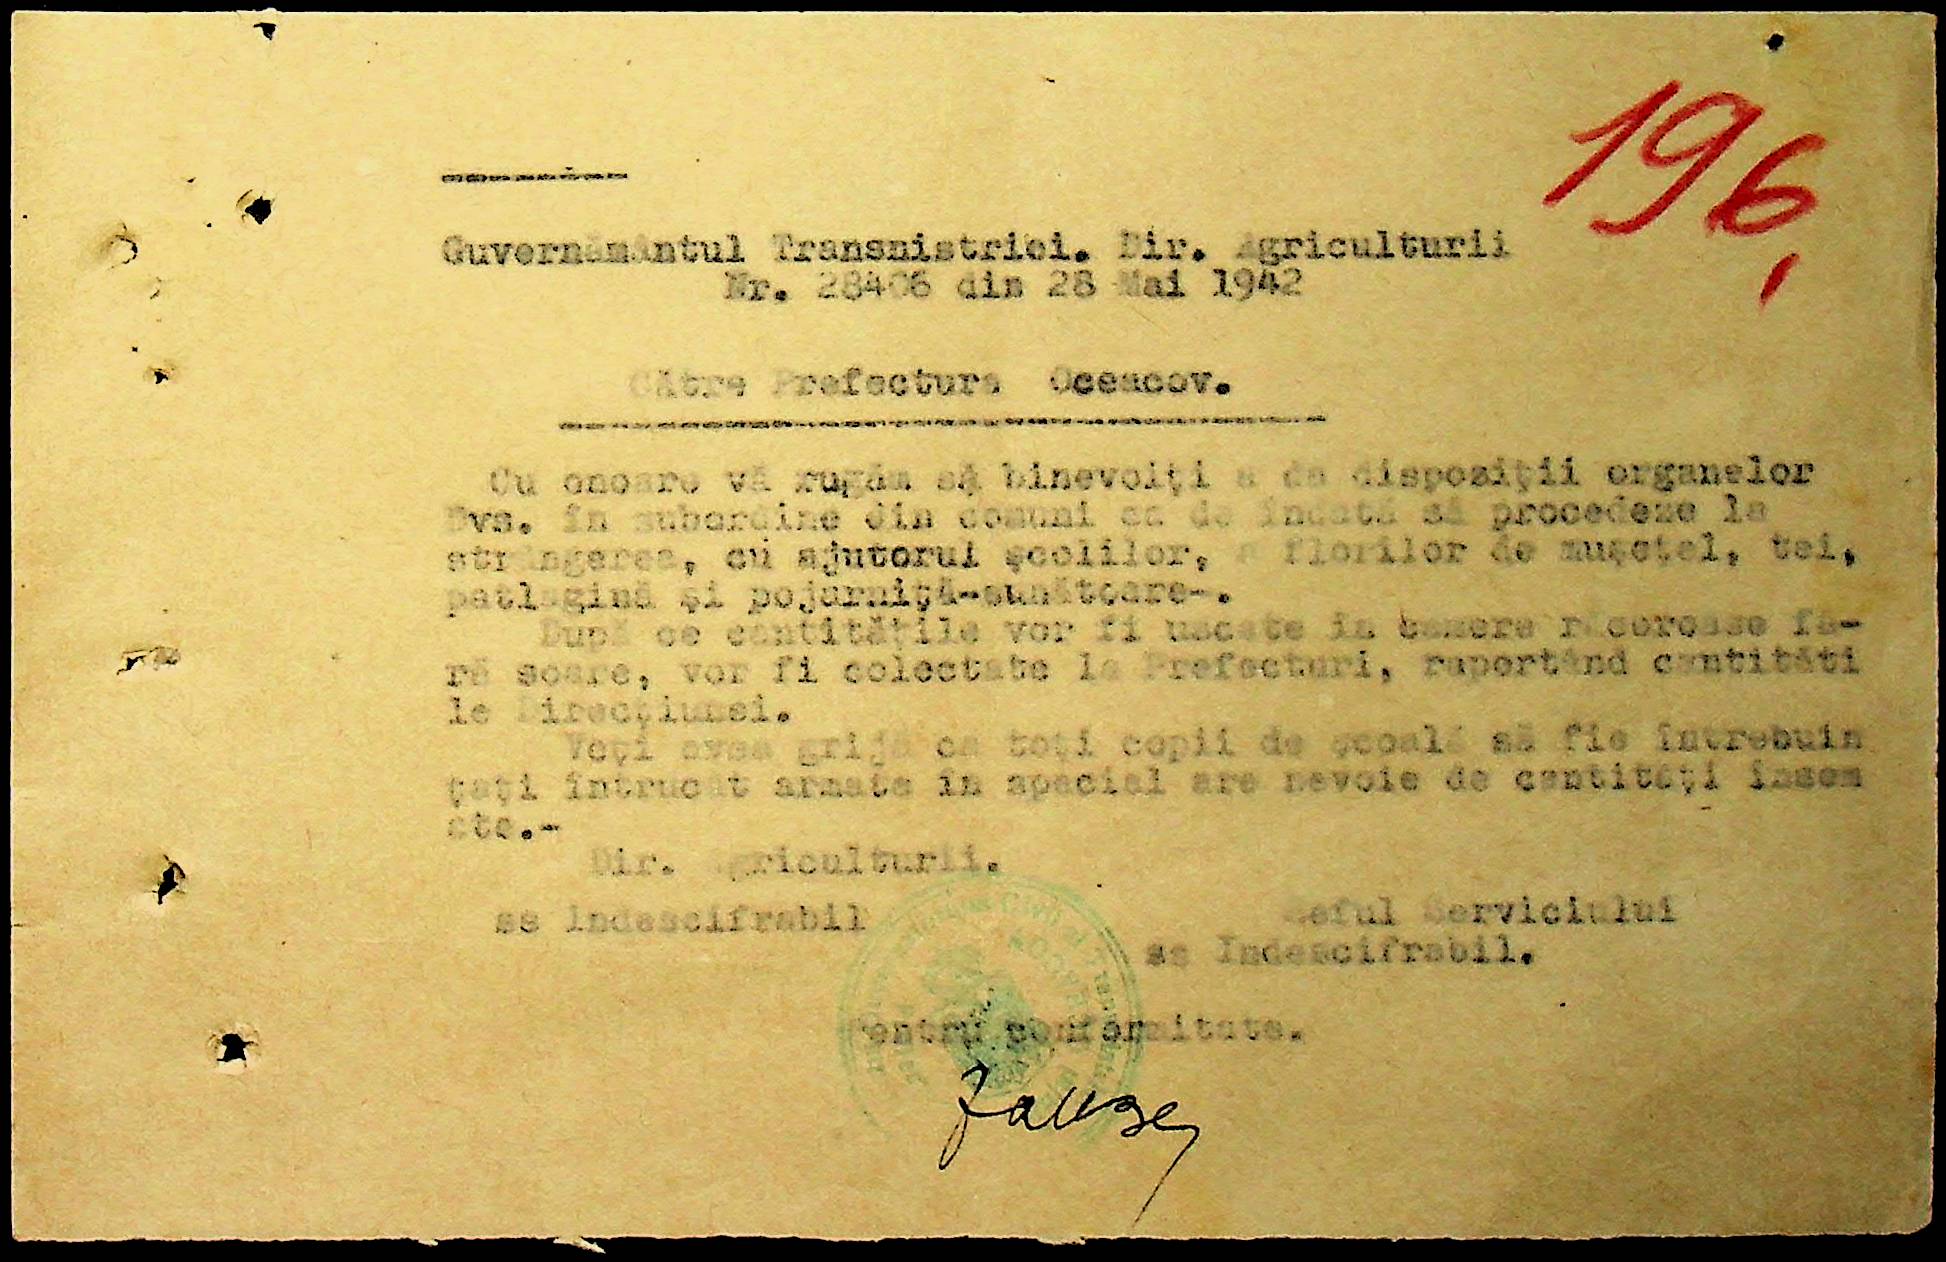 196
Guvernământul Transnistriei. Dir. Agriculturii
Nr. 28406 din 28 Mai 1942
Către Prefectura Oceacov.
Cu onoare vă rugăm să binevoiţi a da dispoziţii organelor
Dvs. în subordine din comuni ca de îndată să procedeze la
strângerea, cu ajutorul şcolilor, a florilor de muşeţel, tei,
patlagină şi pojarniţă-sunătoare-.
După ce cantităţile vor fi uscate în camere racoroase fă-
ră soare, vor fi colectate la Prefecturi, raportând cantităti
le Direcţiunei.
Veţi avea grijă ca toţi copii de şcoală să fie întrebuin
ţaţi întrucât armata în special are nevoie de cantităţi însem
ate.-
Dir. Agriculturii.
ss Indescifrabil
Seful Serviciului
ss Indescifrabil.
Pentru conformitate.